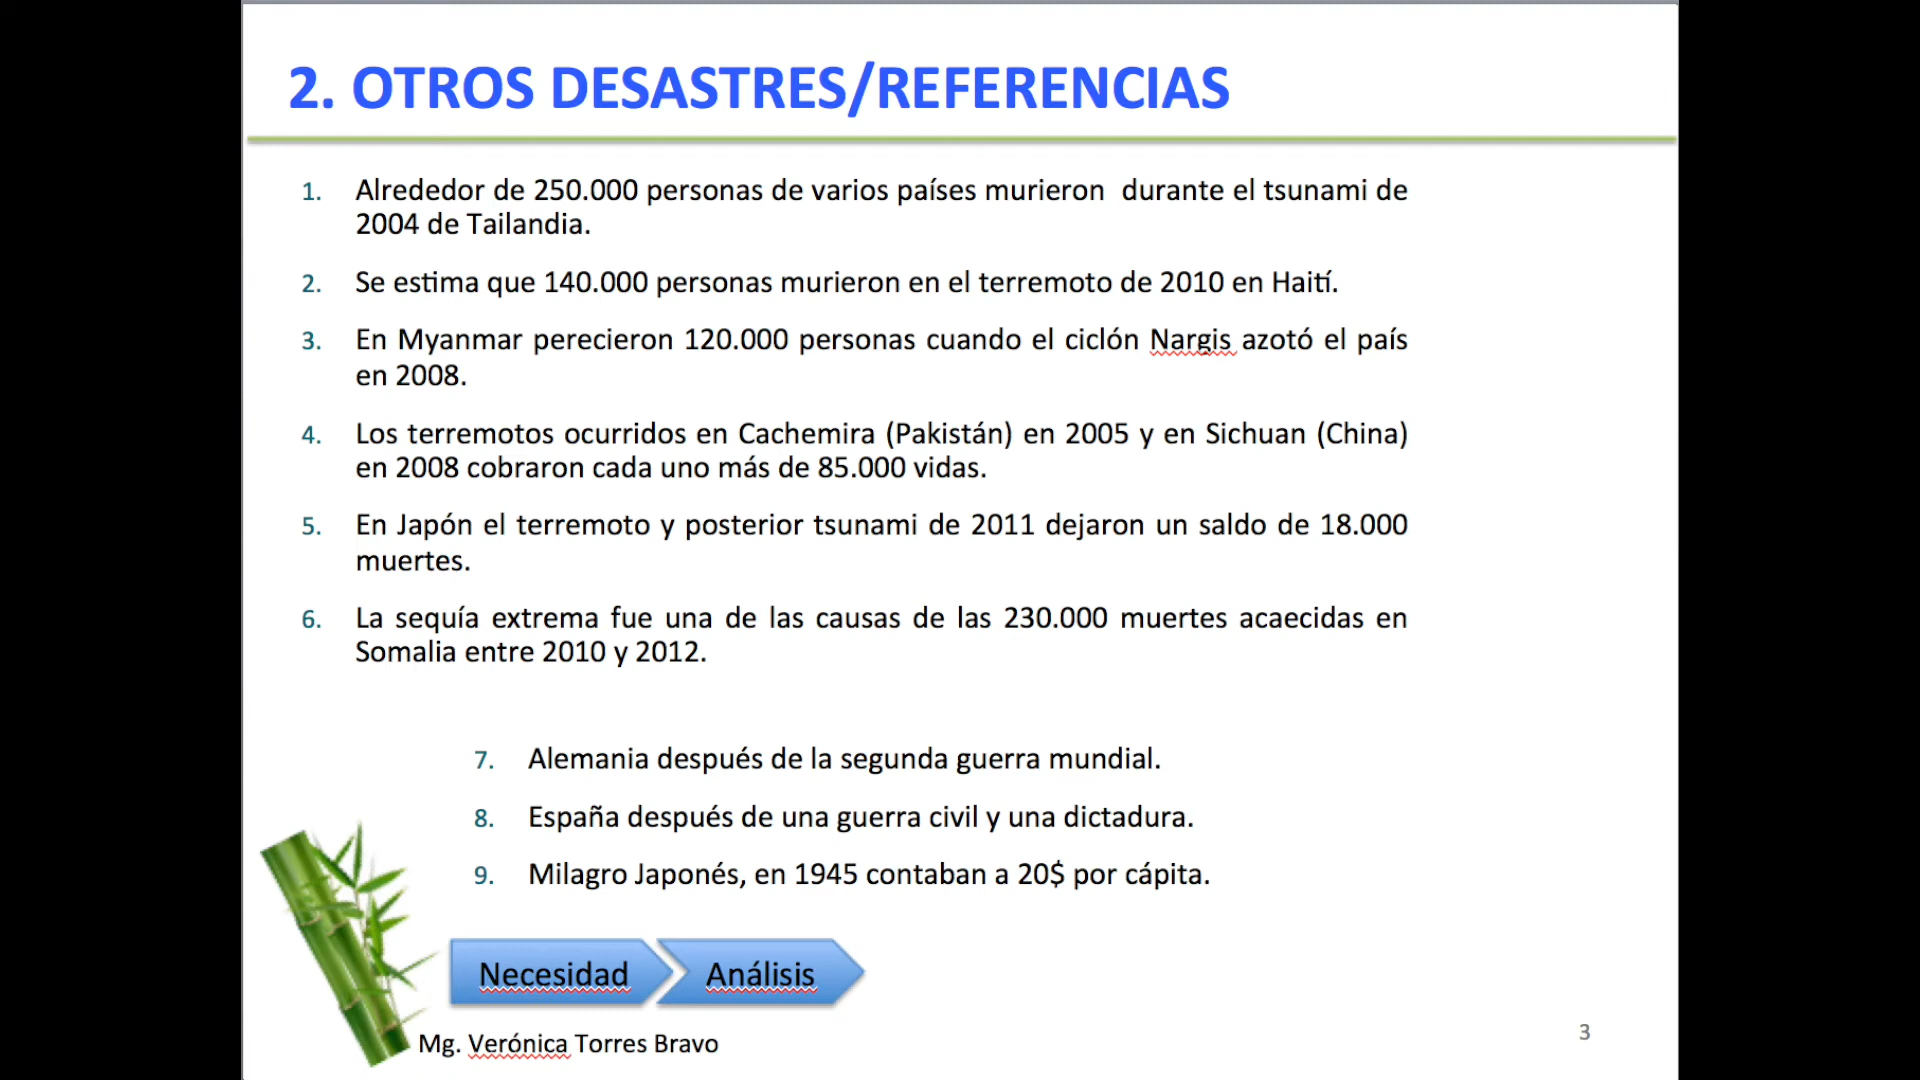 2. OTROS DESASTRES/REFERENCIAS
1. Alrededor de 250.000 personas de varios países murieron durante el tsunami de
2004 de Tailandia.
2. Se estima que 140.000 personas murieron en el terremoto de 2010 en Haití.
3. En Myanmar perecieron 120.000 personas cuando el ciclón Nargis azotó el país
en 2008.
4. Los terremotos ocurridos en Cachemira (Pakistán) en 2005 y en Sichuan (China)
en 2008 cobraron cada uno más de 85.000 vidas.
5. En Japón el terremoto y posterior tsunami de 2011 dejaron un saldo de 18.000
muertes.
6. La sequía extrema fue una de las causas de las 230.000 muertes acaecidas en
Somalia entre 2010 y 2012.
7. Alemania después de la segunda guerra mundial.
8. España después de una guerra civil y una dictadura.
9. Milagro Japonés, en 1945 contaban a 20$ por cápita.
Necesidad Análisis
Mg. Verónica Torres Bravo
3